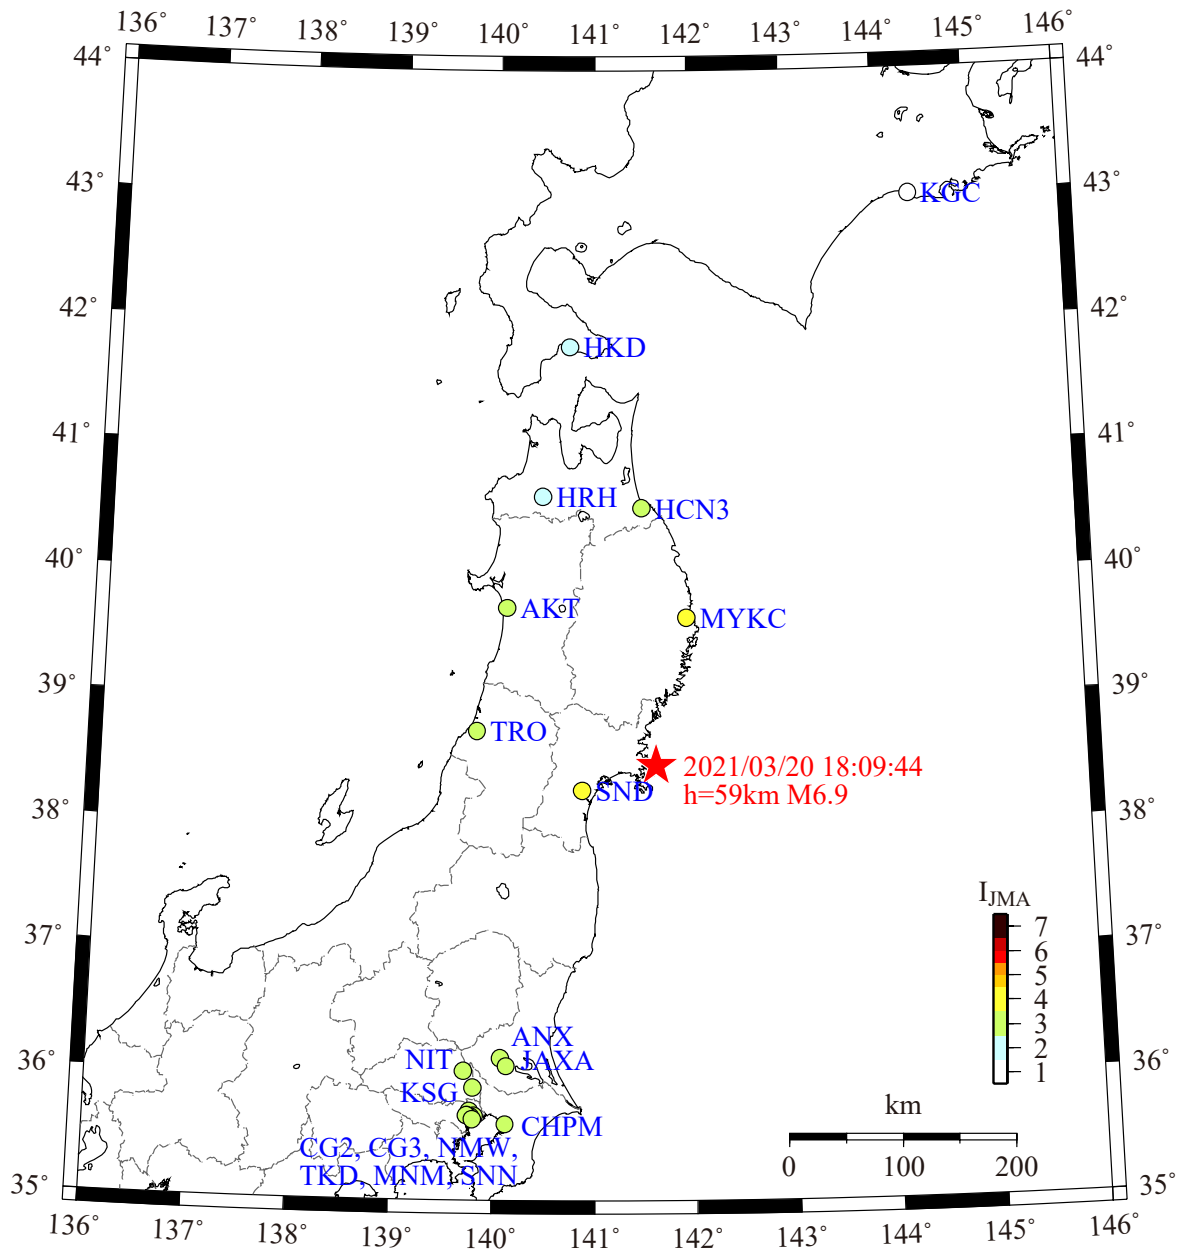 136° 137° 138° 139° 140° 141° 142° 143° 144° 145° 146°
44° 44°
43° 43°
KGC
42° 42°
HKD
41° 41°
HRH
HCN3
40° 40°
AKT
MYKC
39° 39°
TRO
2021/03/20 18:09:44
SND
h=59km M6.9
38° 38°
I JMA
7
6
5
4
3
2
1
37° 37°
ANX
NIT JAXA
36° 36°
KSG
km
CHPM
CG2, CG3, NMW,
TKD, MNM, SNN
0 100 200
35° 35°
136° 137° 138° 139° 140° 141° 142° 143° 144° 145° 146°